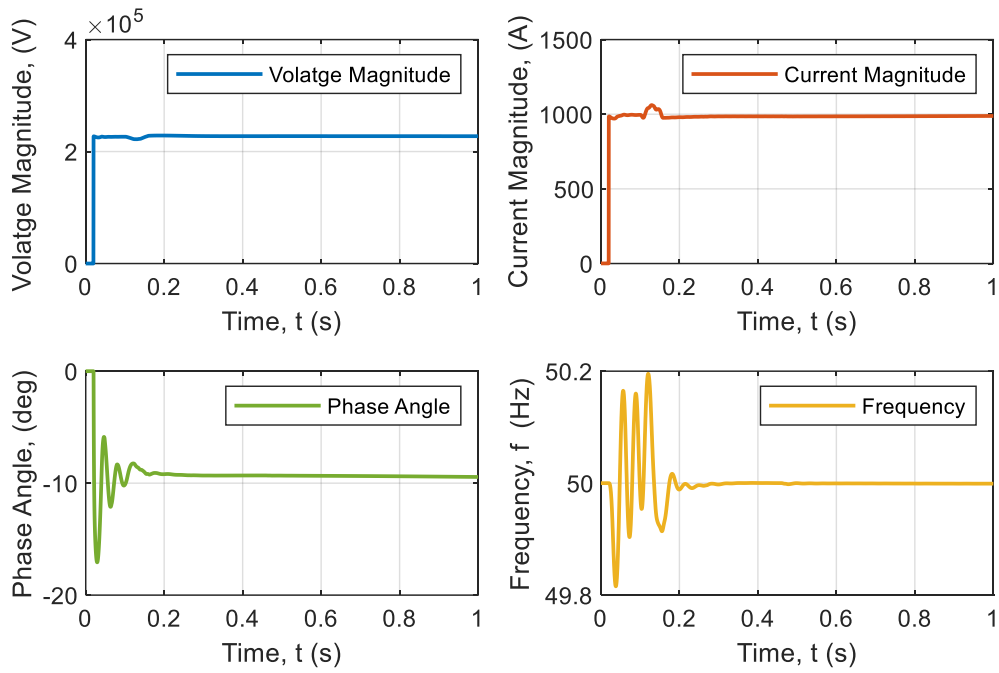 ×10^5
4
2
0
Volatge Magnitude, (V)
Volatge Magnitude
0 0.2 0.4 0.6 0.8 1
Time, t (s)
1500
1000
500
0
Current Magnitude, (A)
Current Magnitude
0 0.2 0.4 0.6 0.8 1
Time, t (s)
0
-10
-20
Phase Angle, (deg)
Phase Angle
0 0.2 0.4 0.6 0.8 1
Time, t (s)
50.2
50
49.8
Frequency, f (Hz)
Frequency
0 0.2 0.4 0.6 0.8 1
Time, t (s)